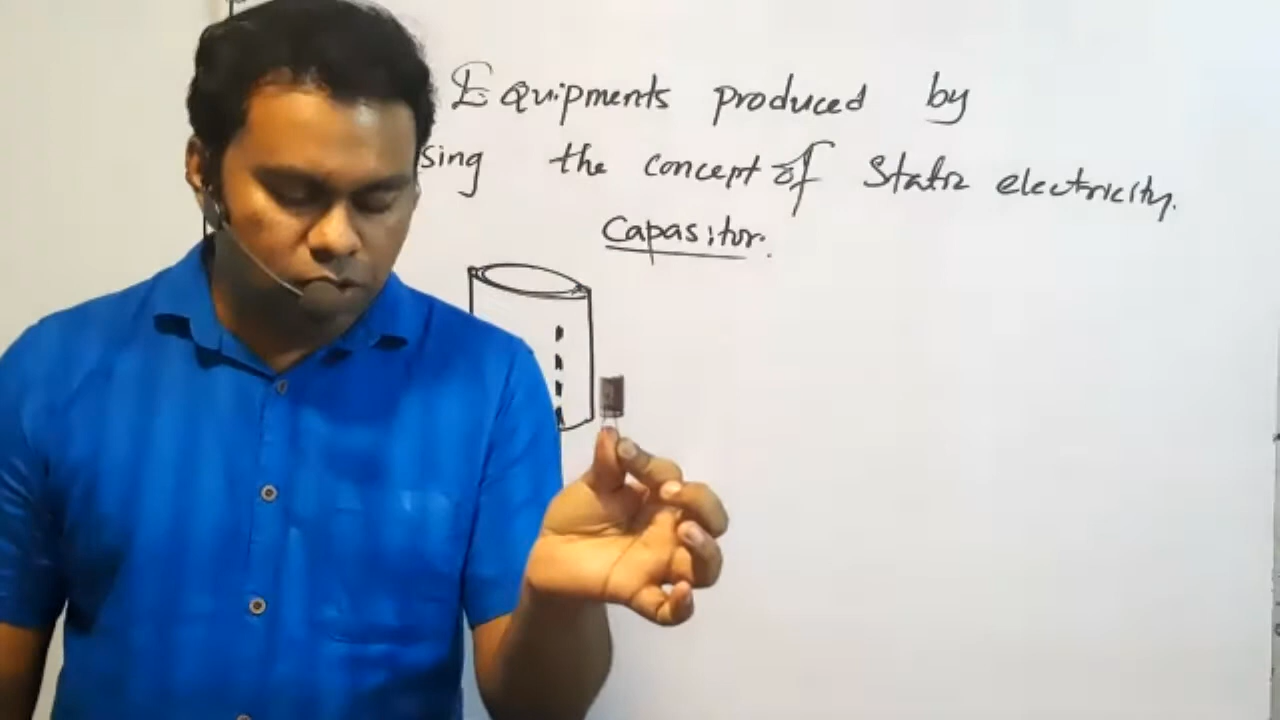 Equipments produced by
sing the concept of Static electricity.
Capasitor.